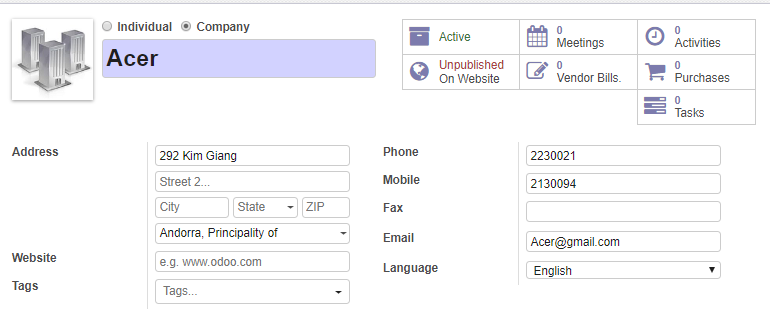 Individual Company
Acer
Active
0
Meetings
0
Activities
Unpublished
On Website
0
Vendor Bills.
0
Purchases
0
Tasks
Address
292 Kim Giang
Street 2...
City State ZIP
Andorra, Principality of
Website
e.g. www.odoo.com
Tags
Tags...
Phone
2230021
Mobile
2130094
Fax
Email
Acer@gmail.com
Language
English